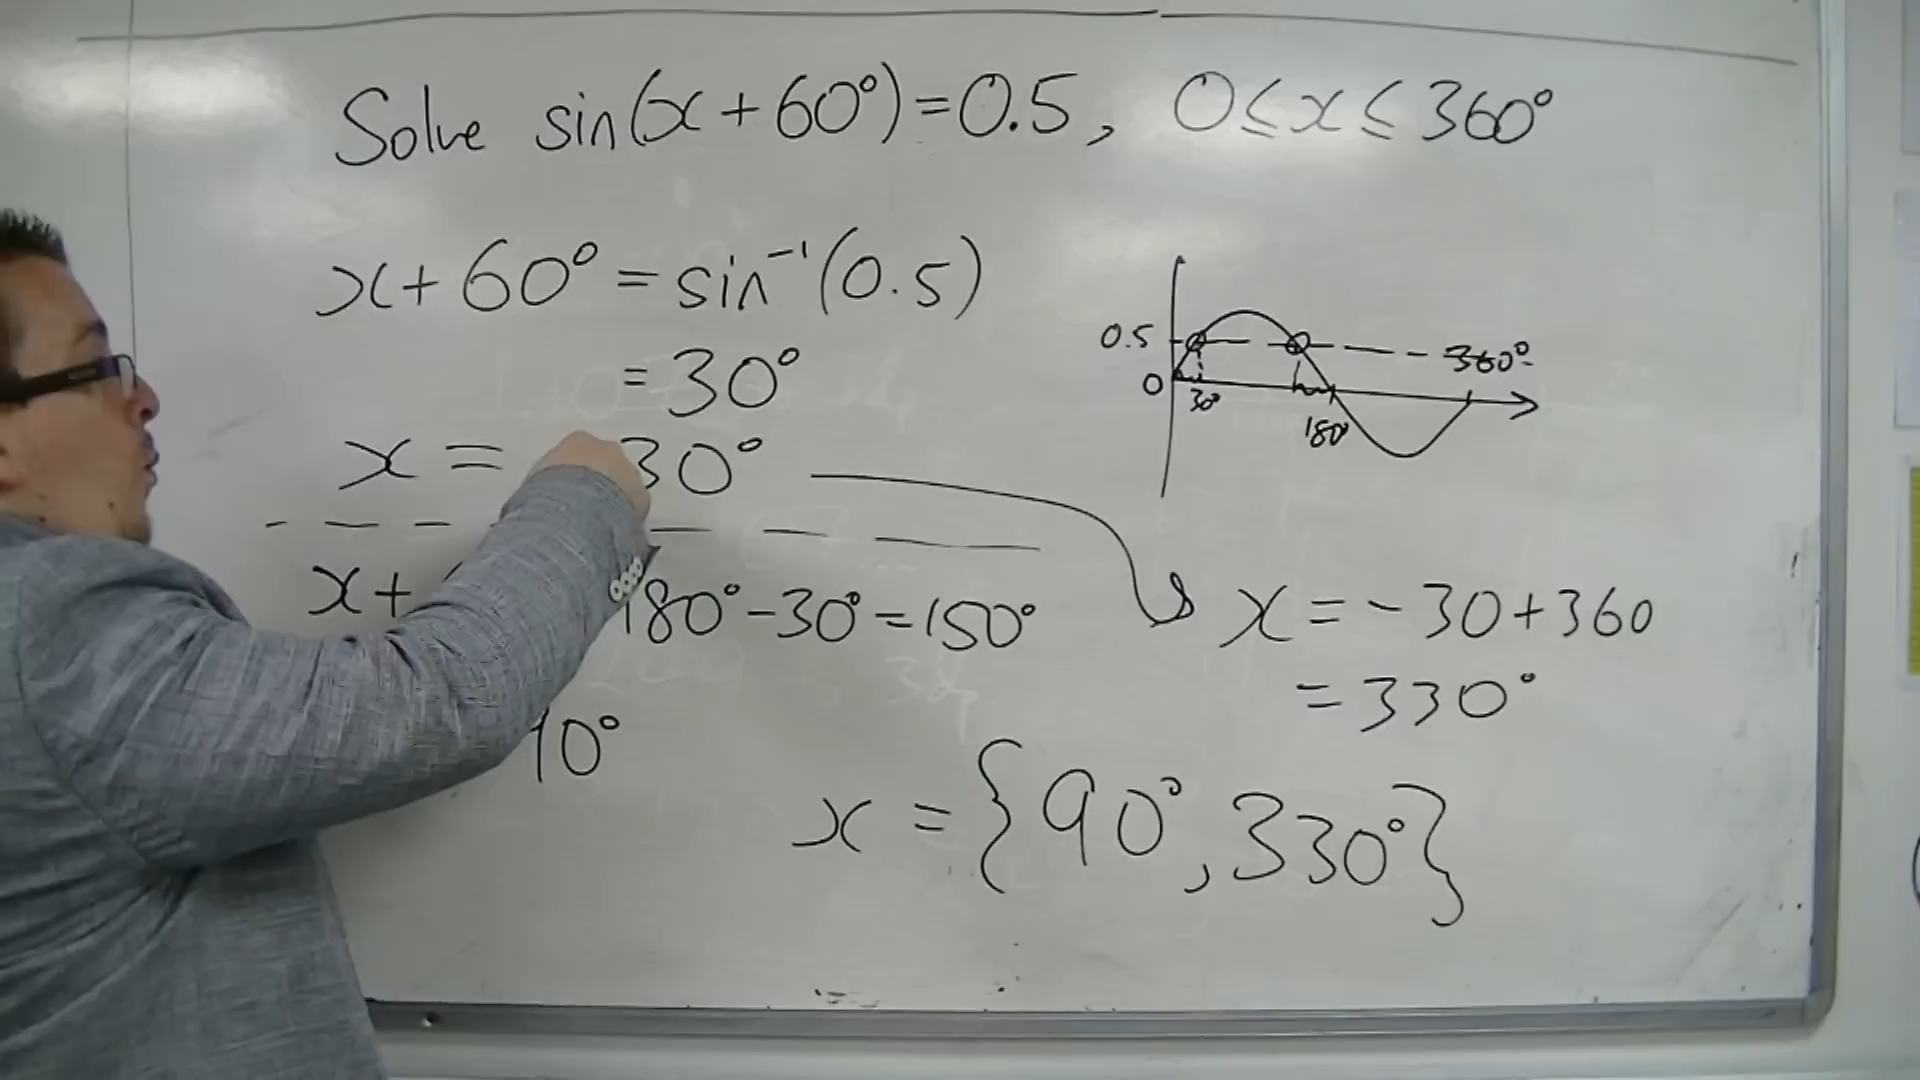 Solve sin(x + 60°) = 0.5, 0 ≤ x ≤ 360°
x + 60° = sin⁻¹(0.5)
= 30°
x = 30°
x + 180° - 30° = 150°
90°
0.5
360°
0
30°
180°
x = -30 + 360
= 330°
x = {90°, 330°}